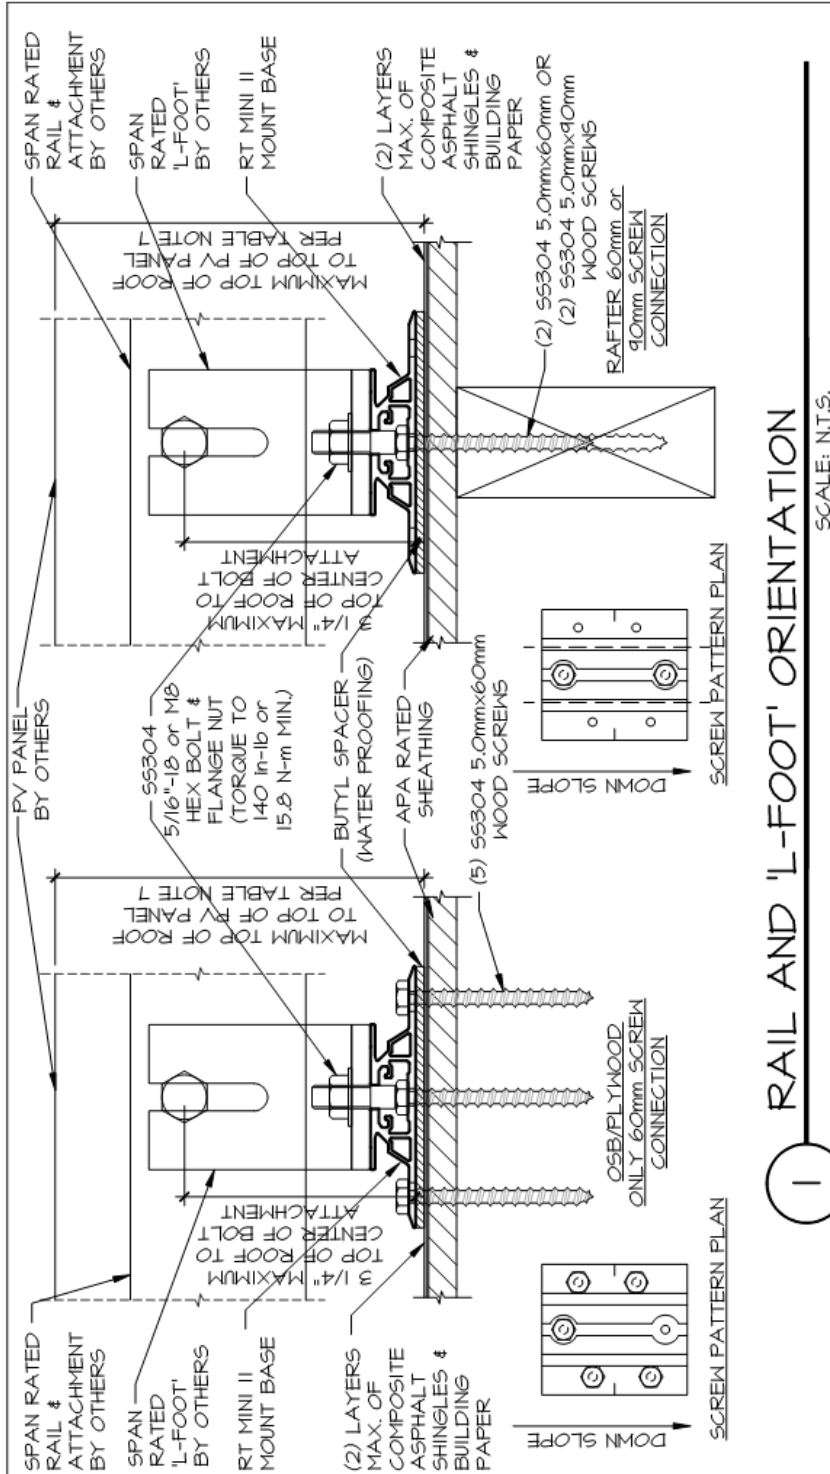 PV PANEL
BY OTHERS
SPAN RATED
RAIL &
ATTACHMENT
BY OTHERS
SPAN
RATED
'L-FOOT'
BY OTHERS
RT MINI II
MOUNT BASE
(2) LAYERS
MAX. OF
COMPOSITE
ASPHALT
SHINGLES &
BUILDING
PAPER
3 1/4" MAXIMUM
TOP OF ROOF TO
CENTER OF BOLT
ATTACHMENT
MAXIMUM TOP OF ROOF
TO TOP OF PV PANEL
PER TABLE NOTE 7
SS304
5/16"-18 or M8
HEX BOLT &
FLANGE NUT
(TORQUE TO
140 in-lb or
15.8 N-m MIN.)
BUTYL SPACER
(WATER PROOFING)
APA RATED
SHEATHING
(5) SS304 5.0mmx60mm
WOOD SCREWS
3 1/4" MAXIMUM
TOP OF ROOF TO
CENTER OF BOLT
ATTACHMENT
MAXIMUM TOP OF ROOF
TO TOP OF PV PANEL
PER TABLE NOTE 7
SPAN RATED
RAIL &
ATTACHMENT
BY OTHERS
SPAN
RATED
'L-FOOT'
BY OTHERS
RT MINI II
MOUNT BASE
(2) LAYERS
MAX. OF
COMPOSITE
ASPHALT
SHINGLES &
BUILDING
PAPER
(2) SS304 5.0mmx60mm OR
(2) SS304 5.0mmx90mm
WOOD SCREWS
DOWN SLOPE
SCREW PATTERN PLAN
OSB/PLYWOOD
ONLY 60mm SCREW
CONNECTION
DOWN SLOPE
SCREW PATTERN PLAN
RAFTER 60mm or
90mm SCREW
CONNECTION
1
RAIL AND 'L-FOOT' ORIENTATION
SCALE: N.T.S.